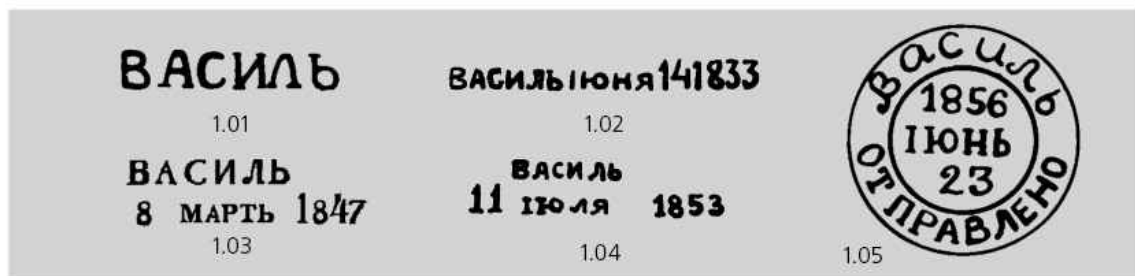 ВАСИЛЬ
1.01
ВАСИЛЬ ІЮНЯ 14 1833
1.02
ВАСИЛЬ
8 МАРТЬ 1847
1.03
ВАСИЛЬ
11 ІЮЛЯ 1853
1.04
Василь
1856
ІЮНЬ
23
ОТПРАВЛЕНО
1.05